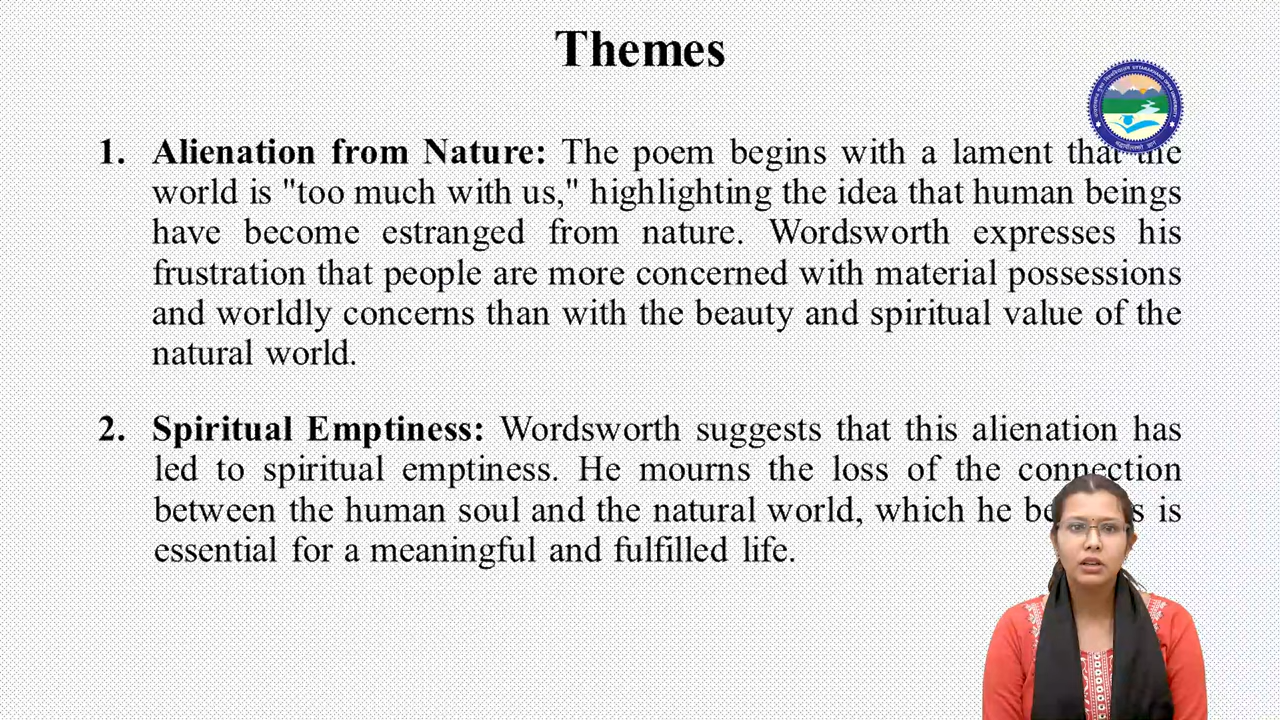 Themes
1. Alienation from Nature: The poem begins with a lament that the
world is "too much with us," highlighting the idea that human beings
have become estranged from nature. Wordsworth expresses his
frustration that people are more concerned with material possessions
and worldly concerns than with the beauty and spiritual value of the
natural world.
2. Spiritual Emptiness: Wordsworth suggests that this alienation has
led to spiritual emptiness. He mourns the loss of the connection
between the human soul and the natural world, which he is
essential for a meaningful and fulfilled life.